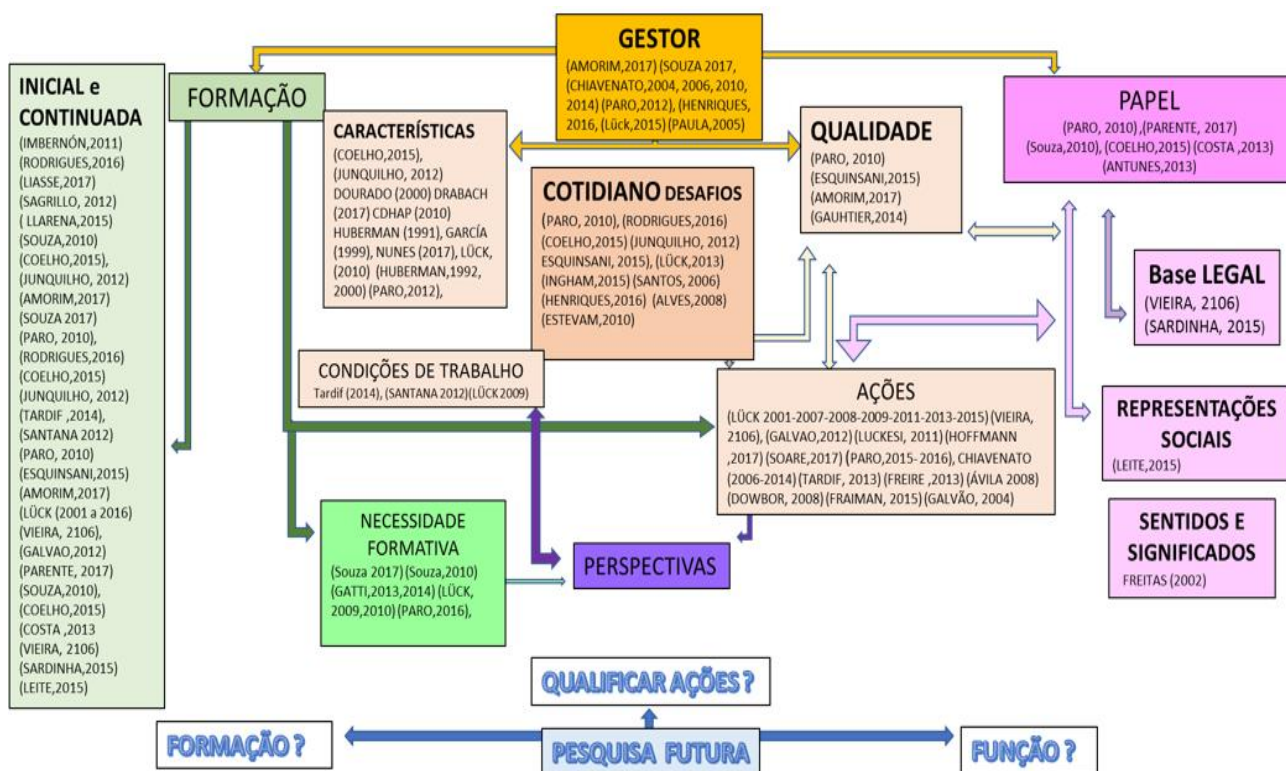 GESTOR
(AMORIM,2017) (SOUZA 2017,
(CHIAVENATO,2004, 2006, 2010,
2014) (PARO,2012), (HENRIQUES,
2016, (Lück,2015) (PAULA,2005)
INICIAL e
CONTINUADA
(IMBERNÓN,2011)
(RODRIGUES,2016)
(LIASSE,2017)
(SAGRILLO, 2012)
( LLARENA,2015)
(SOUZA,2010)
(COELHO,2015),
(JUNQUILHO, 2012)
(AMORIM,2017)
(SOUZA 2017)
(PARO, 2010),
(RODRIGUES,2016)
(COELHO,2015)
(JUNQUILHO, 2012)
(TARDIF ,2014),
(SANTANA 2012)
(PARO, 2010)
(ESQUINSANI,2015)
(AMORIM,2017)
(LÜCK (2001 a 2016)
(VIEIRA, 2106),
(GALVAO,2012)
(PARENTE, 2017)
(SOUZA,2010),
(COELHO,2015)
(COSTA ,2013
(VIEIRA, 2106)
(SARDINHA,2015)
(LEITE,2015)
FORMAÇÃO
CARACTERÍSTICAS
(COELHO,2015),
(JUNQUILHO, 2012)
DOURADO (2000) DRABACH
(2017) CDHAP (2010)
HUBERMAN (1991), GARCÍA
(1999), NUNES (2017), LÜCK,
(2010) (HUBERMAN,1992,
2000) (PARO,2012),
COTIDIANO DESAFIOS
(PARO, 2010), (RODRIGUES,2016)
(COELHO,2015) (JUNQUILHO, 2012)
ESQUINSANI, 2015), (LÜCK,2013)
(INGHAM,2015) (SANTOS, 2006)
(HENRIQUES,2016) (ALVES,2008)
(ESTEVAM,2010)
QUALIDADE
(PARO, 2010)
(ESQUINSANI,2015)
(AMORIM,2017)
(GAUHTIER,2014)
PAPEL
(PARO, 2010) ,(PARENTE, 2017)
(Souza,2010), (COELHO,2015) (COSTA ,2013)
(ANTUNES,2013)
Base LEGAL
(VIEIRA, 2106)
(SARDINHA, 2015)
CONDIÇÕES DE TRABALHO
Tardif (2014), (SANTANA 2012)(LÜCK 2009)
AÇÕES
(LÜCK 2001-2007-2008-2009-2011-2013-2015) (VIEIRA,
2106), (GALVAO,2012) (LUCKESI, 2011) (HOFFMANN
,2017) (SOARE,2017) (PARO,2015- 2016), CHIAVENATO
(2006-2014) (TARDIF, 2013) (FREIRE ,2013) (ÁVILA 2008)
(DOWBOR, 2008) (FRAIMAN, 2015) (GALVÃO, 2004)
REPRESENTAÇÕES
SOCIAIS
(LEITE,2015)
SENTIDOS E
SIGNIFICADOS
FREITAS (2002)
NECESSIDADE
FORMATIVA
(Souza 2017) (Souza,2010)
(GATTI,2013,2014) (LÜCK,
2009,2010) (PARO,2016),
PERSPECTIVAS
QUALIFICAR AÇÕES ?
FORMAÇÃO ?
PESQUISA FUTURA
FUNÇÃO ?